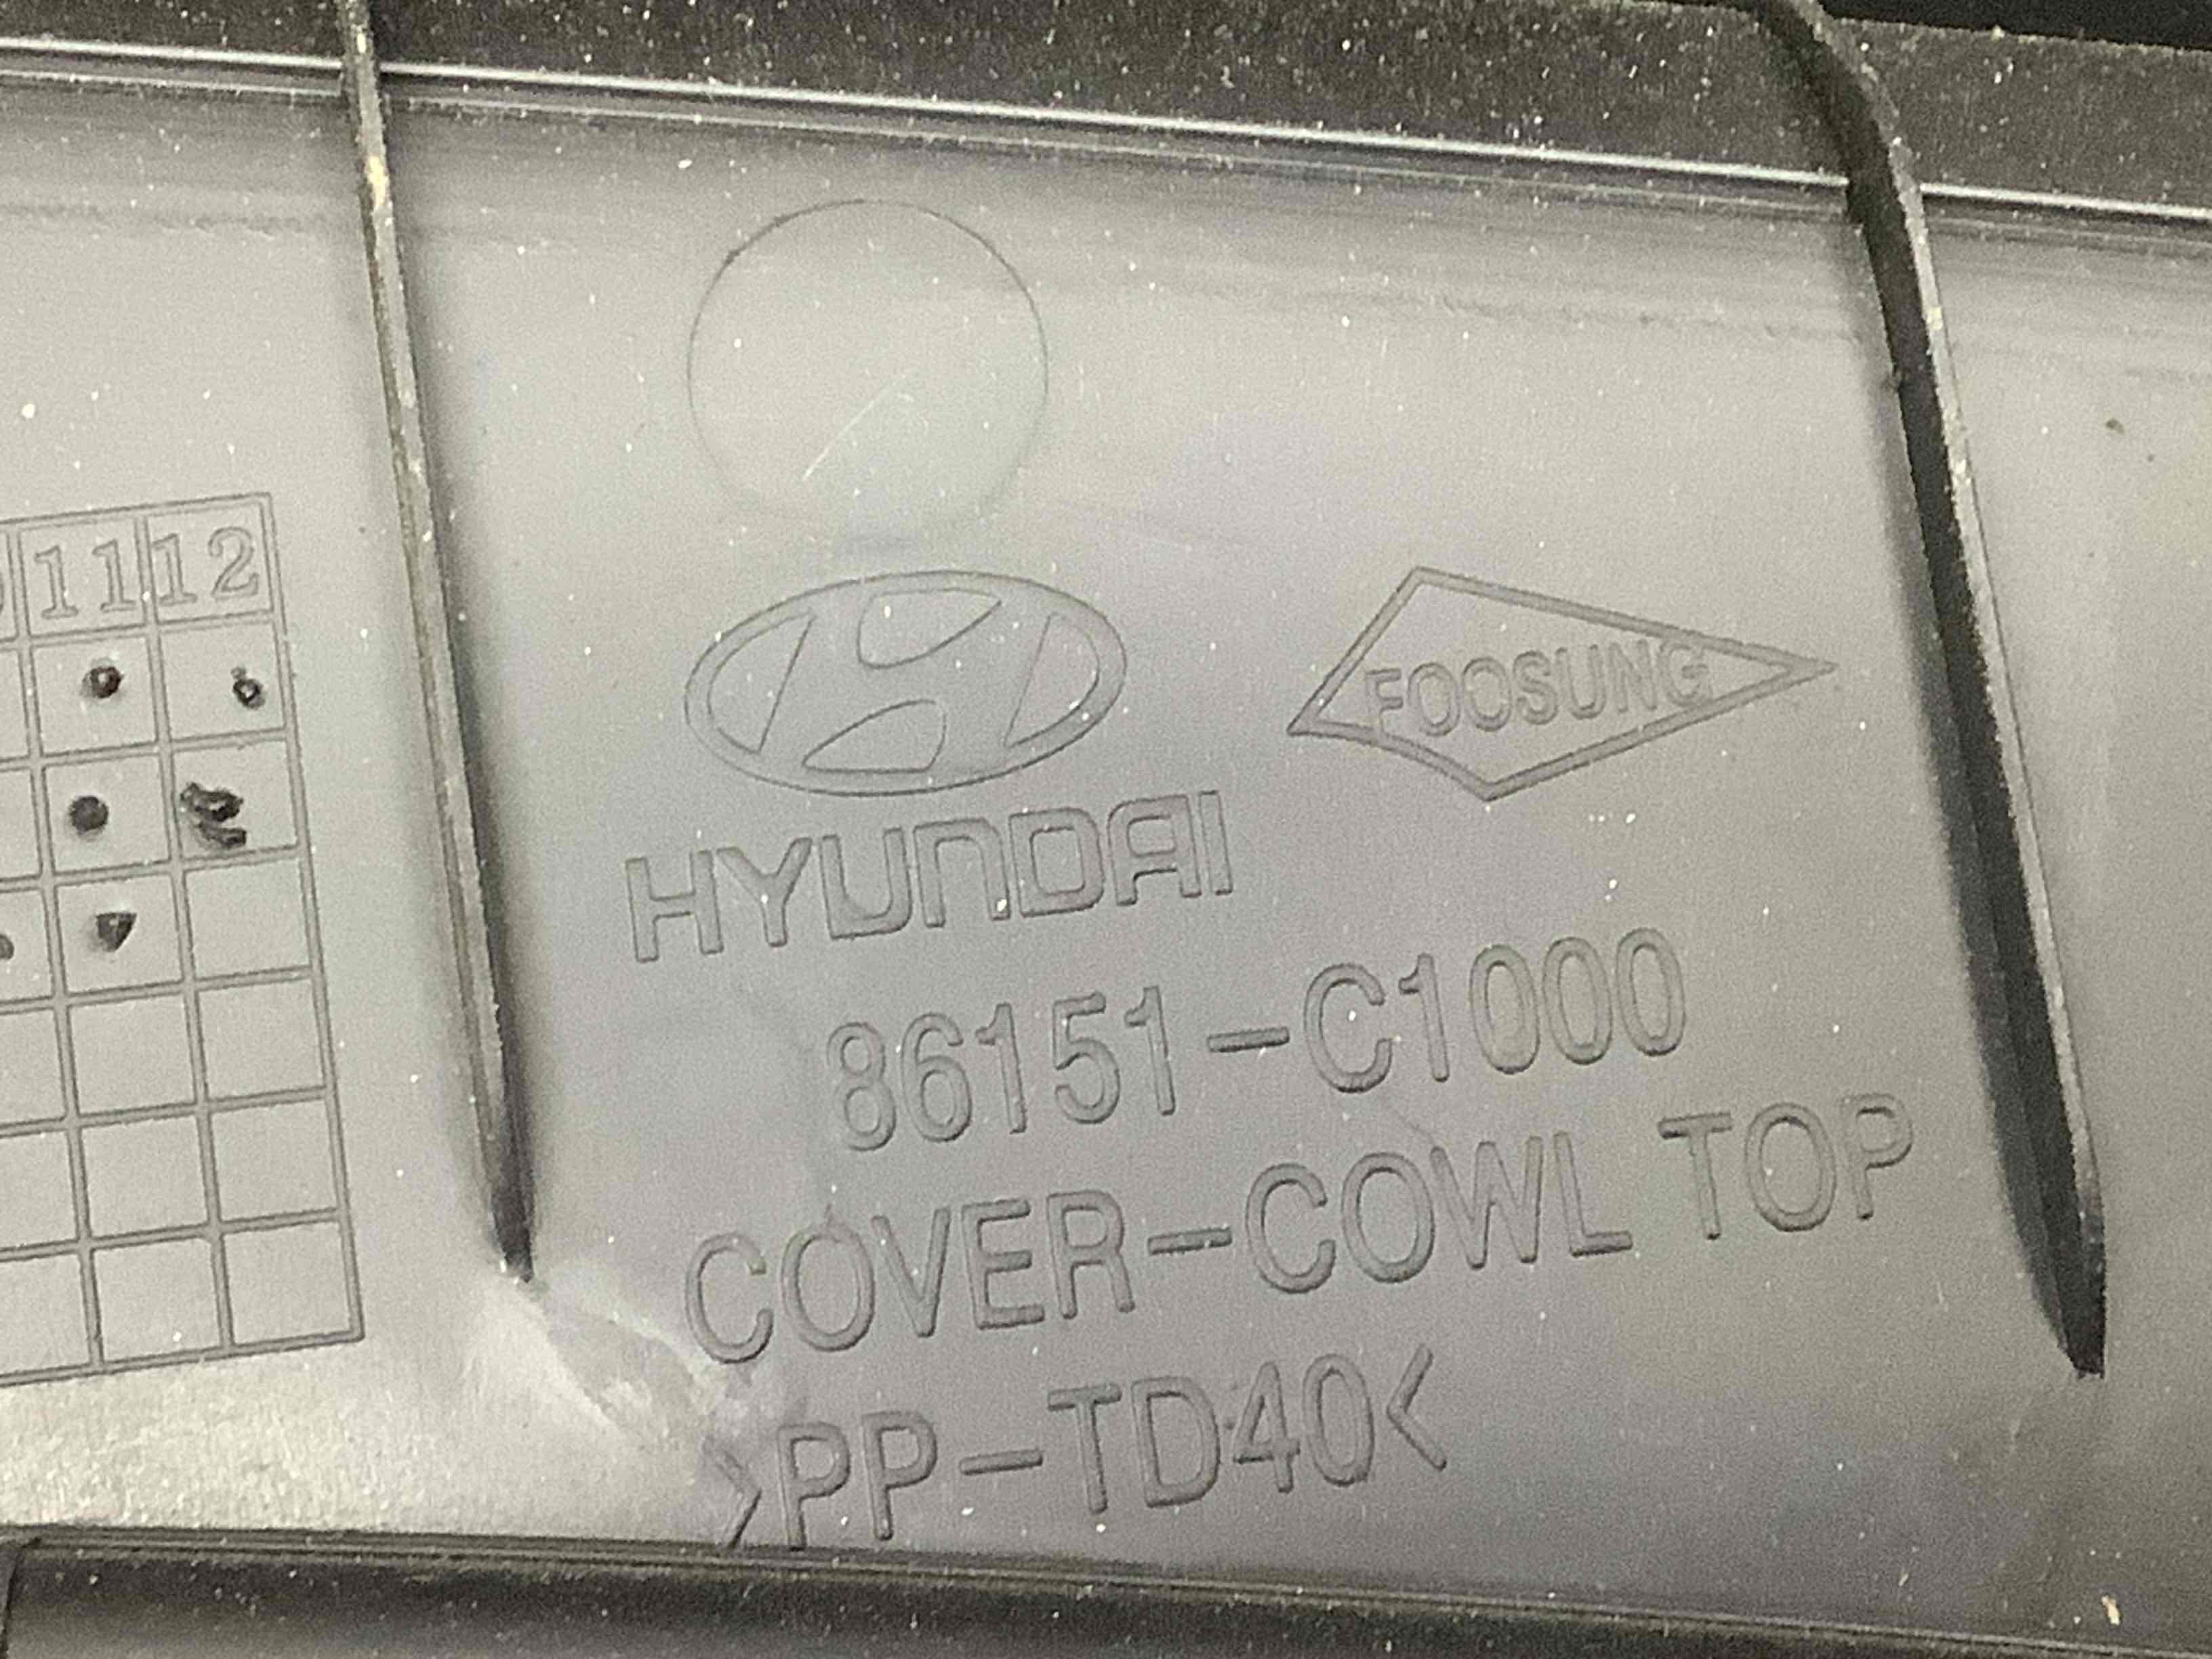 11 12
FOOSUNG
HYUNDAI
86151-C1000
COVER-COWL TOP
>PP-TD40<